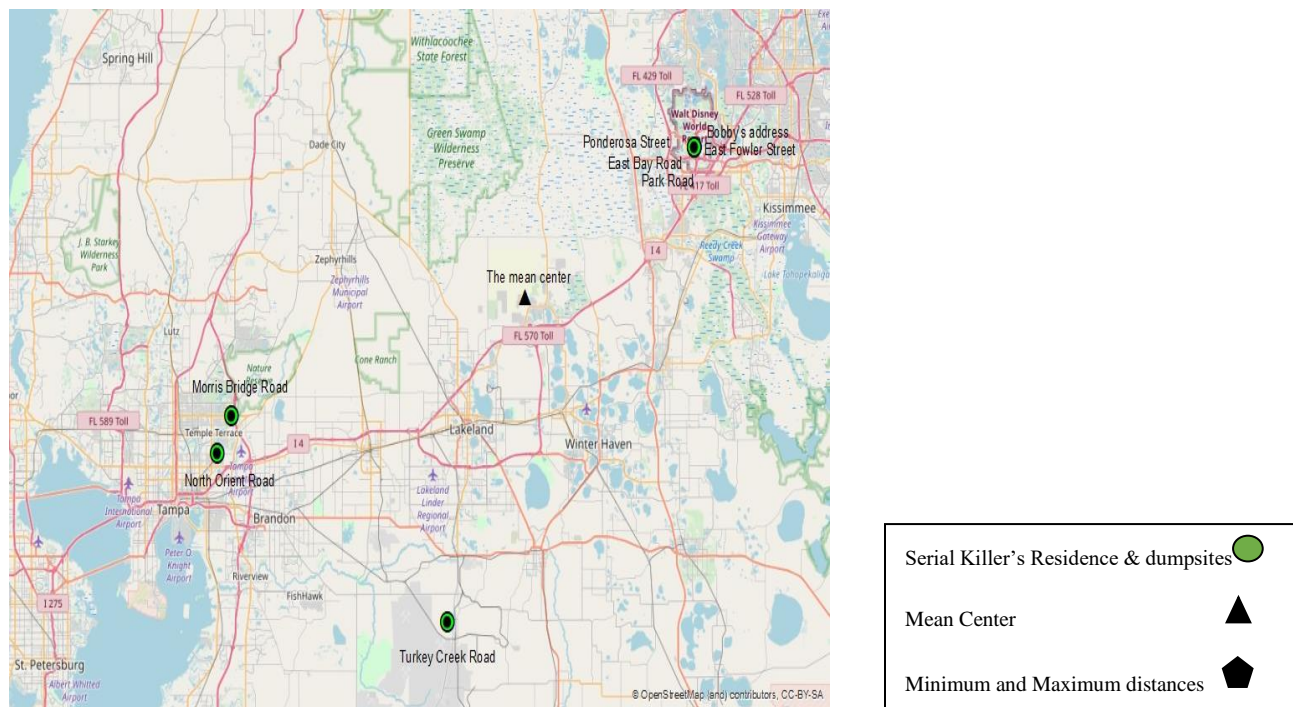 Withlacoochee
State Forest
Spring Hill
FL 429 Toll
FL 528 Toll
Walt Disney
World
Bobby's address
Ponderosa Street
East Fowler Street
East Bay Road
Park Road
417 Toll
Dade City
Green Swamp
Wilderness
Preserve
Kissimmee
Kissimmee
Gateway
Airport
J. B. Starkey
Wilderness
Park
Reedy Creek
Swamp
I 4
Lake Tohopekaliga
Zephyrhills
Zephyrhills
Municipal
Airport
The mean center
Lutz
FL 570 Toll
Cone Ranch
Nature
Morris Bridge Road
FL 589 Toll
Temple Terrace
I 4
Lakeland
Winter Haven
North Orient Road
Tampa
International
Airport
Tampa
Airport
Lakeland
Linder
Regional
Airport
Tampa
Brandon
Peter O
Knight
Airport
Riverview
FishHawk
I 275
Turkey Creek Road
St. Petersburg
Albert Whitted
Airport
© OpenStreetMap (and) contributors, CC-BY-SA
Serial Killer's Residence & dumpsites
Mean Center
Minimum and Maximum distances